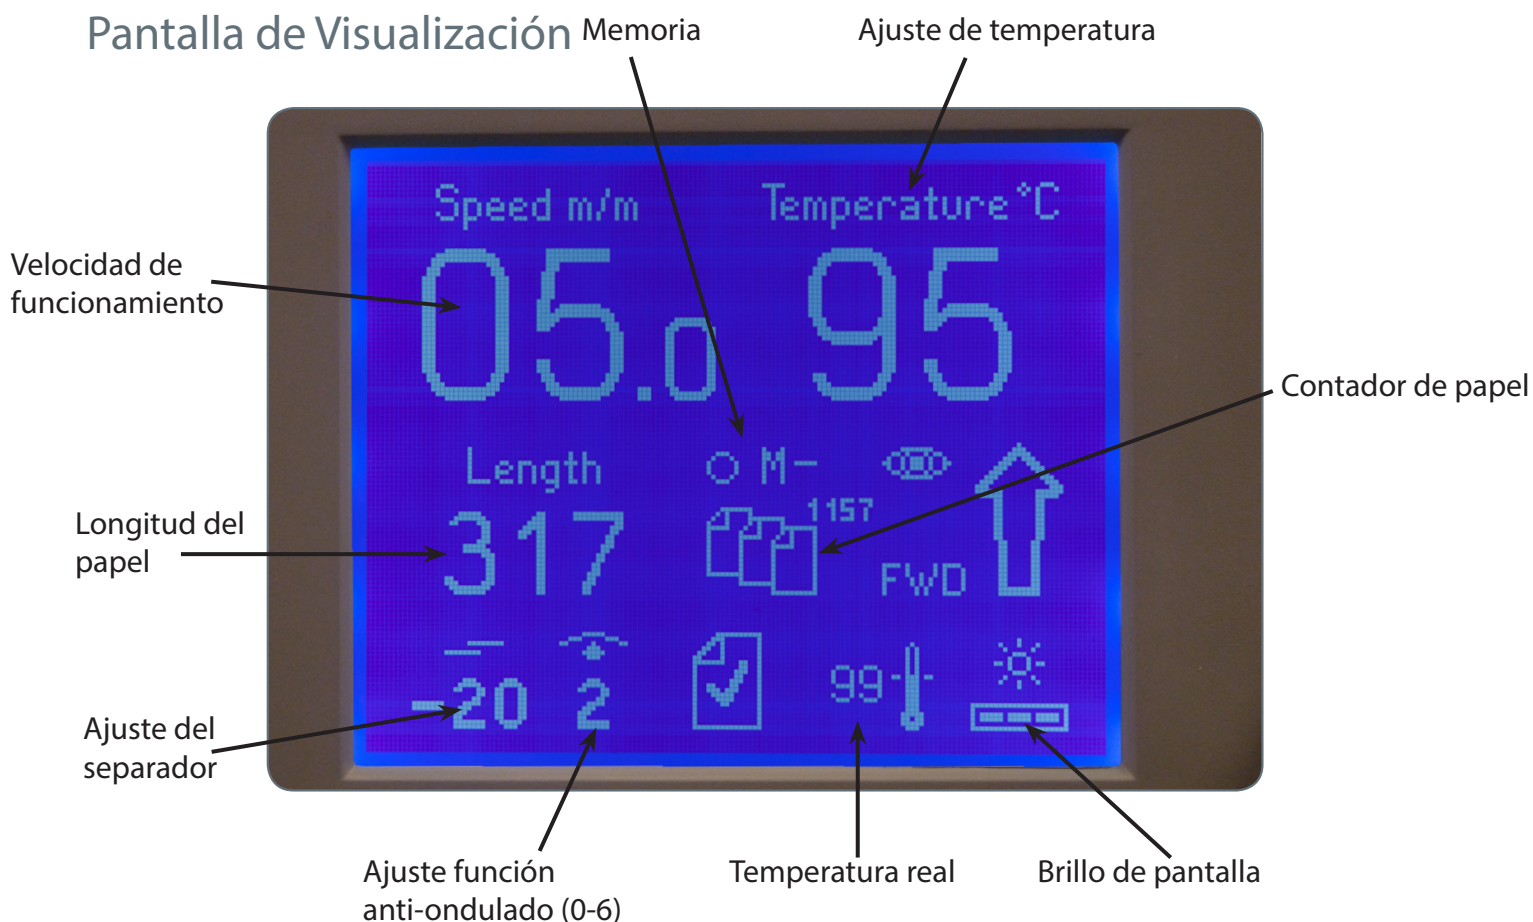 Pantalla de Visualización
Memoria
Ajuste de temperatura
Speed m/m
Temperature °C
Velocidad de
funcionamiento
05.0
95
Contador de papel
Length
M-
1157
Longitud del
papel
317
FWD
-20
2
99
Ajuste del
separador
Ajuste función
anti-ondulado (0-6)
Temperatura real
Brillo de pantalla